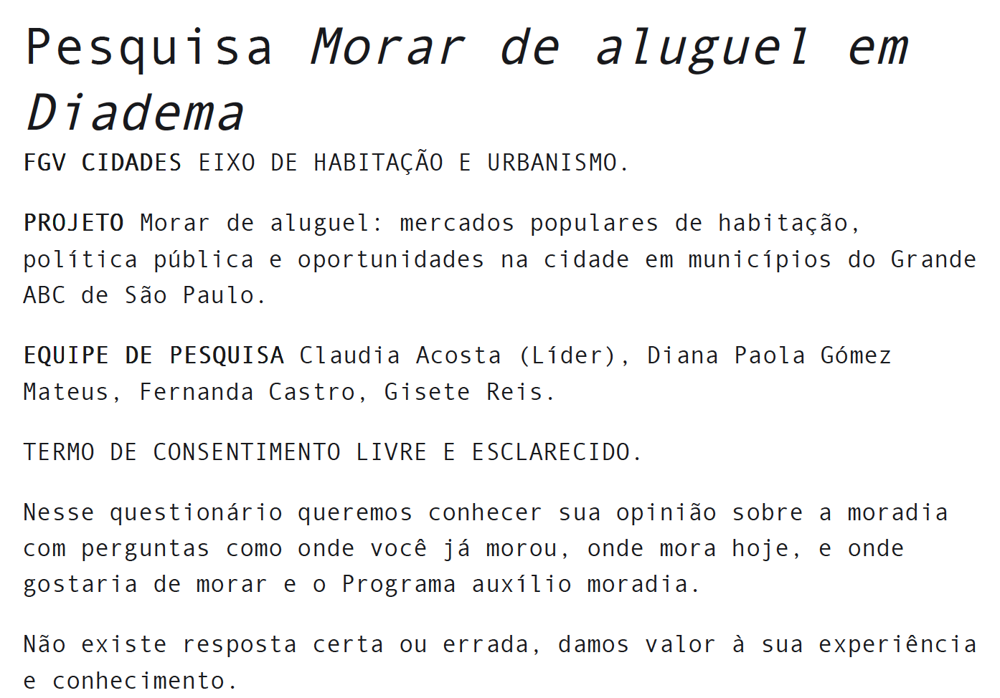 Pesquisa Morar de aluguel em
Diadema
FGV CIDADES EIXO DE HABITAÇÃO E URBANISMO.
PROJETO Morar de aluguel: mercados populares de habitação,
política pública e oportunidades na cidade em municípios do Grande
ABC de São Paulo.
EQUIPE DE PESQUISA Claudia Acosta (Líder), Diana Paola Gómez
Mateus, Fernanda Castro, Gisete Reis.
TERMO DE CONSENTIMENTO LIVRE E ESCLARECIDO.
Nesse questionário queremos conhecer sua opinião sobre a moradia
com perguntas como onde você já morou, onde mora hoje, e onde
gostaria de morar e o Programa auxílio moradia.
Não existe resposta certa ou errada, damos valor à sua experiência
e conhecimento.